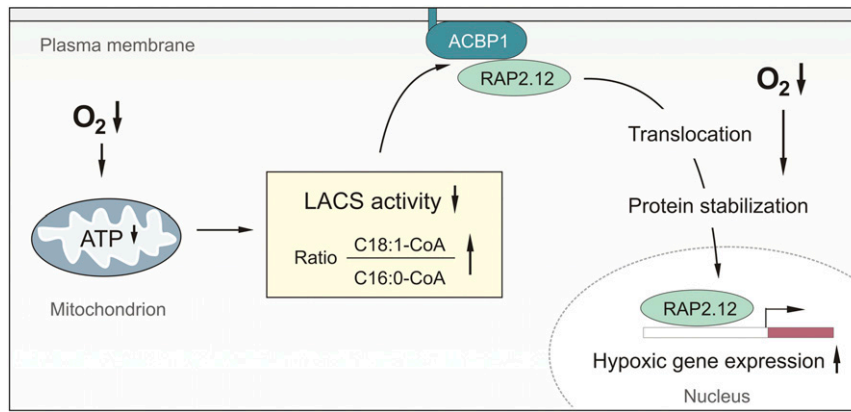 Plasma membrane
ACBP1
RAP2.12
O₂ ↓
ATP ↓
Mitochondrion
LACS activity ↓
Ratio C18:1-CoA ↑
C16:0-CoA
O₂ ↓
Translocation
Protein stabilization
RAP2.12
Hypoxic gene expression ↑
Nucleus